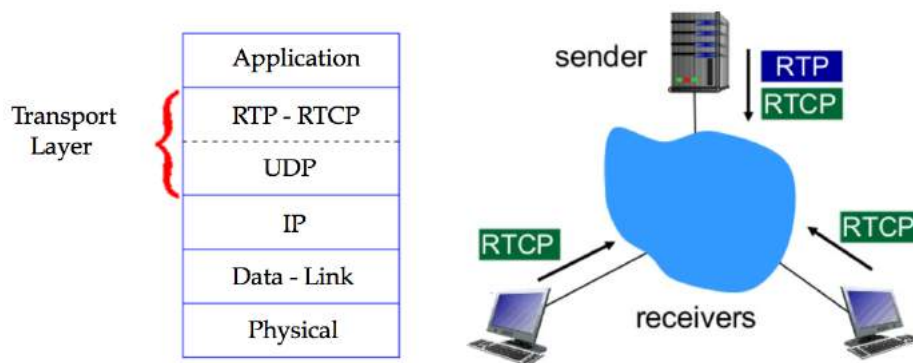 Application
Transport
Layer
RTP - RTCP
UDP
IP
Data - Link
Physical
sender
RTP
RTCP
RTCP
RTCP
receivers